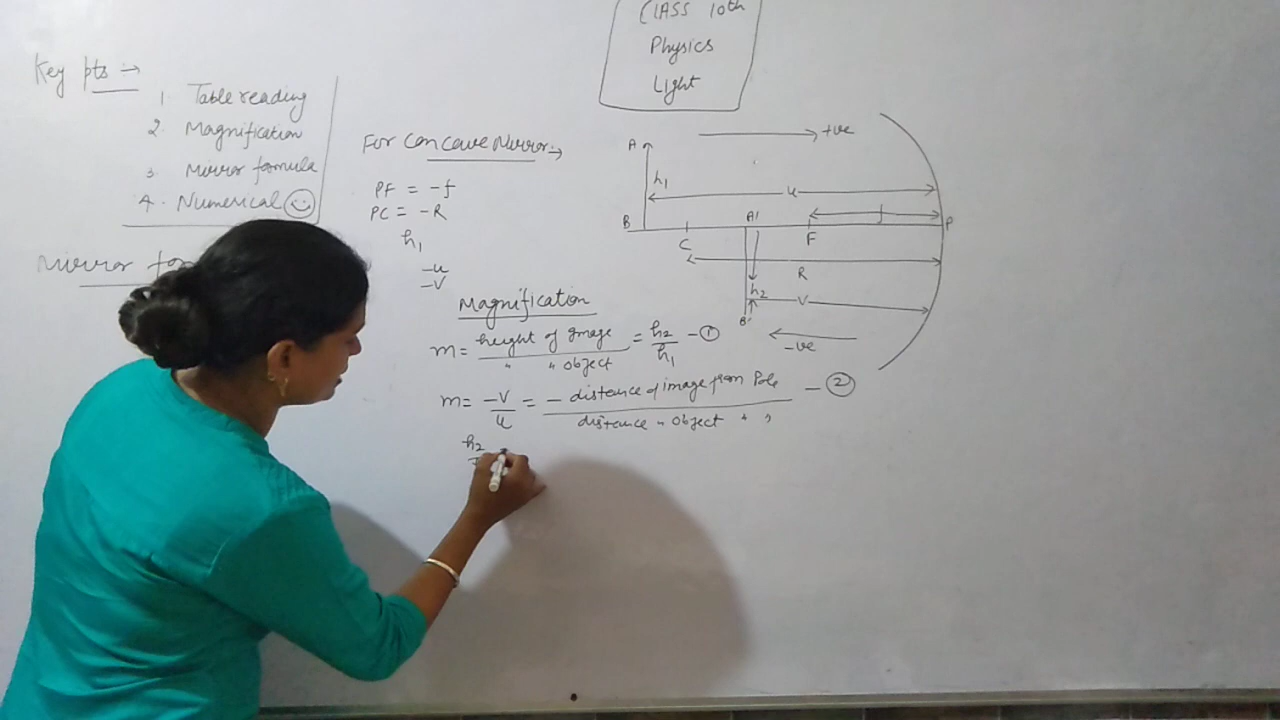 CLASS 10th
Physics
Light
Key pts →
1. Table reading
2. Magnification
3. Mirror formula
4. Numerical
Mirror for
For Concave Mirror →
PF = -f
PC = -R
h1
-u
-v
Magnification
m = height of Image / " " object = h2/h1 - ①
m = -v/u = - distance of image from Pole / distance " object " " - ②
h2
+ve
A
h1
u
B
C
A'
F
P
R
h2
v
B'
-ve